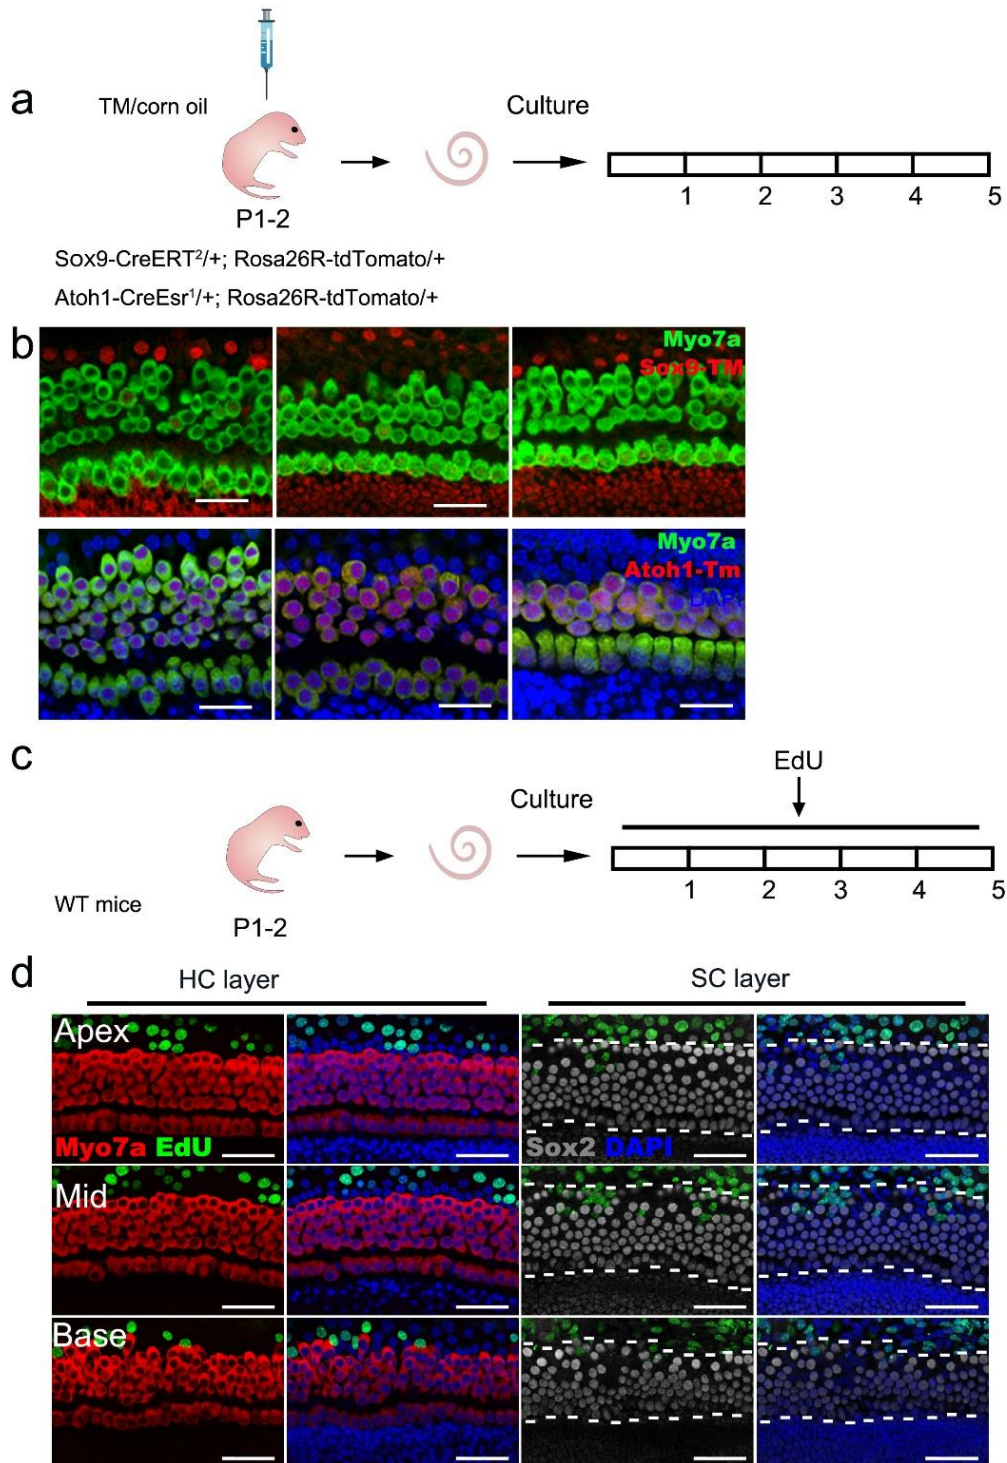 a
TM/corn oil
Culture
1 2 3 4 5
P1-2
Sox9-CreERT²/+; Rosa26R-tdTomato/+
Atoh1-CreEsr¹/+; Rosa26R-tdTomato/+
b
Myo7a
Sox9-TM
Myo7a
Atoh1-Tm
DAPI
c
EdU
Culture
1 2 3 4 5
WT mice
P1-2
d
HC layer
SC layer
Apex
Myo7a EdU
Sox2 DAPI
Mid
Base